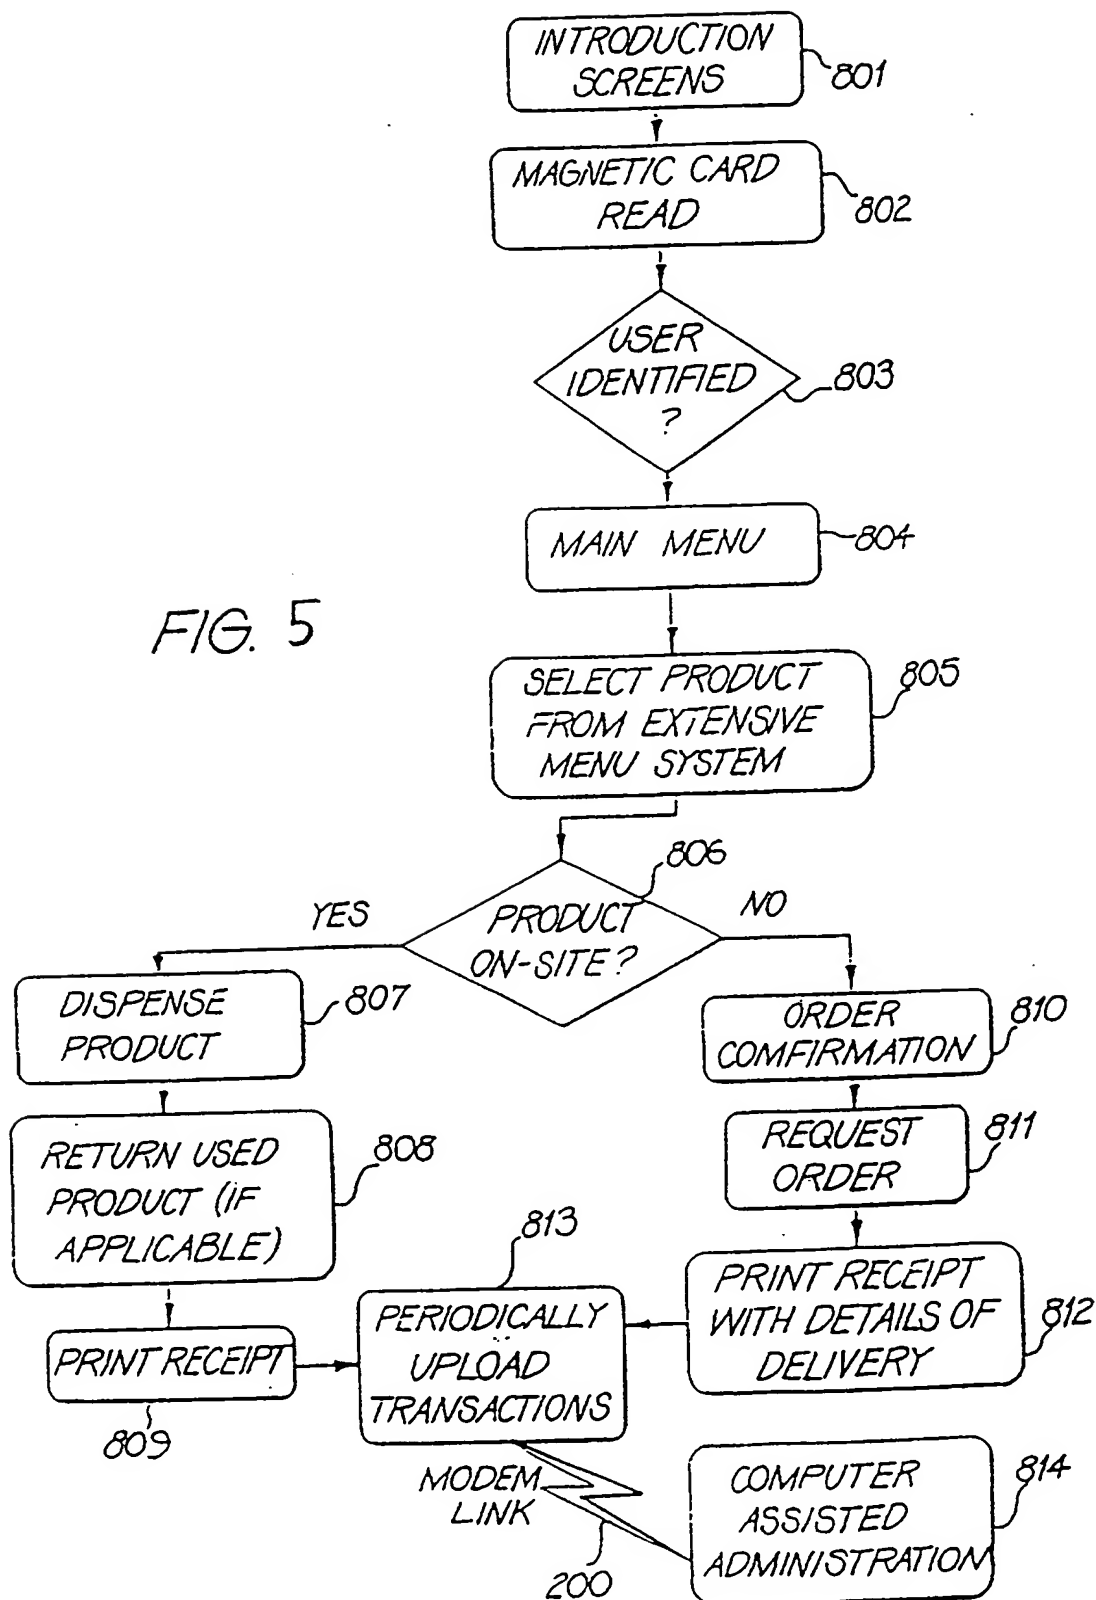 INTRODUCTION
SCREENS
801
MAGNETIC CARD
READ
802
USER
IDENTIFIED
?
803
MAIN MENU
804
FIG. 5
SELECT PRODUCT
FROM EXTENSIVE
MENU SYSTEM
805
806
YES
PRODUCT
ON-SITE?
NO
DISPENSE
PRODUCT
807
ORDER
COMFIRMATION
810
RETURN USED
PRODUCT (IF
APPLICABLE)
808
REQUEST
ORDER
811
813
PRINT RECEIPT
809
PERIODICALLY
UPLOAD
TRANSACTIONS
PRINT RECEIPT
WITH DETAILS OF
DELIVERY
812
MODEM
LINK
200
COMPUTER
ASSISTED
ADMINISTRATION
814